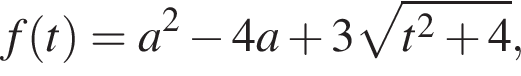 f(t) = a² − 4a + 3√(t² + 4),